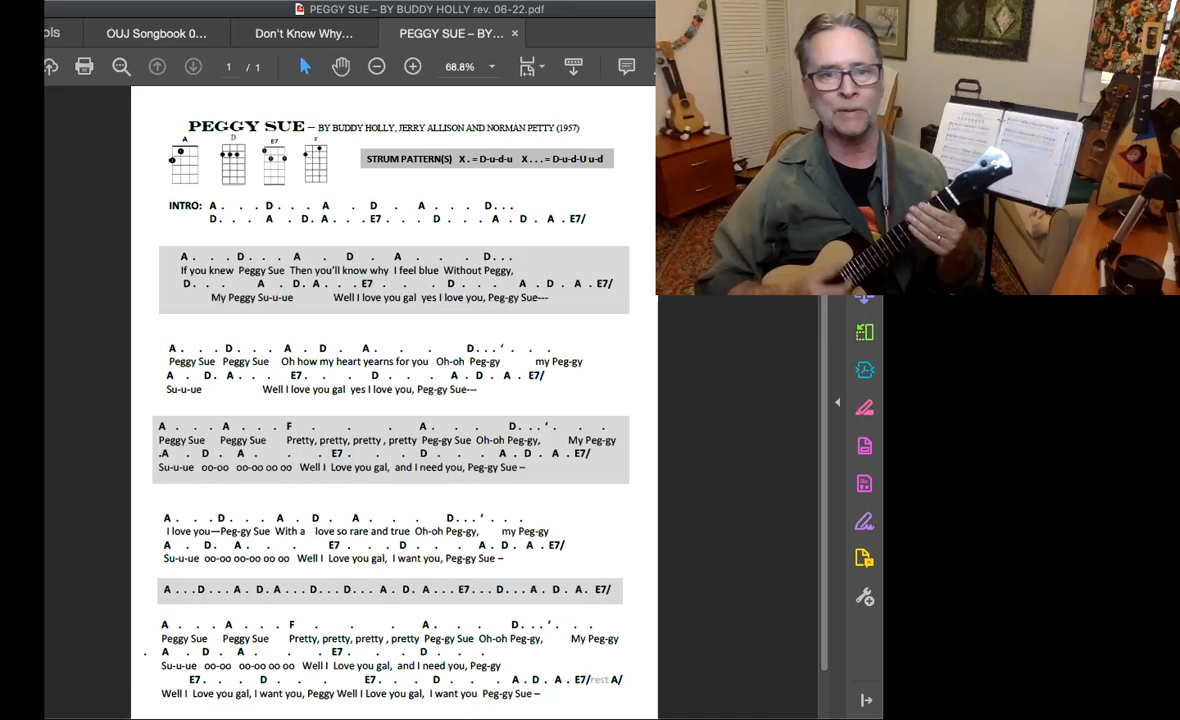 PEGGY SUE – BY BUDDY HOLLY rev. 06-22.pdf
ols OUJ Songbook 0... Don't Know Why... PEGGY SUE – BY... ×
1 / 1 68.8%
PEGGY SUE – BY BUDDY HOLLY, JERRY ALLISON AND NORMAN PETTY (1957)
A D E7 F
STRUM PATTERN(S) X . = D-u-d-u X . . . = D-u-d-U u-d
INTRO: A . . . D . . . A . D . A . . . D . . .
D . . . A . D . A . . . E7 . . . D . . . A . D . A . E7/
A . . . D . . . A . D . A . . . D . . .
If you knew Peggy Sue Then you'll know why I feel blue Without Peggy,
D . . . A . D . A . . . E7 . . . D . . . A . D . A . E7/
My Peggy Su-u-ue Well I love you gal yes I love you, Peg-gy Sue---
A . . . D . . . A . D . A . . . D . . . ‘ . . .
Peggy Sue Peggy Sue Oh how my heart yearns for you Oh-oh Peg-gy my Peg-gy
A . D . A . . . E7 . . . D . . . A . D . A . E7/
Su-u-ue Well I love you gal yes I love you, Peg-gy Sue---
A . . . A . . . F . . . A . . . D . . . ‘ . . .
Peggy Sue Peggy Sue Pretty, pretty, pretty , pretty Peg-gy Sue Oh-oh Peg-gy, My Peg-gy
.A . D . A . . . E7 . . . D . . . A . D . A . E7/
Su-u-ue oo-oo oo-oo oo oo Well I Love you gal, and I need you, Peg-gy Sue –
A . . . D . . . A . D . A . . . D . . . ‘ . . .
I love you—Peg-gy Sue With a love so rare and true Oh-oh Peg-gy, my Peg-gy
A . D . A . . . E7 . . . D . . . A . D . A . E7/
Su-u-ue oo-oo oo-oo oo oo Well I Love you gal, I want you, Peg-gy Sue –
A . . . D . . . A . D . A . . . D . . . D . . . A . D . A . . . E7 . . . D . . . A . D . A . E7/
A . . . A . . . F . . . A . . . D . . . ‘ . . .
Peggy Sue Peggy Sue Pretty, pretty, pretty , pretty Peg-gy Sue Oh-oh Peg-gy, My Peg-gy
. A . D . A . . . E7 . . . D . . .
Su-u-ue oo-oo oo-oo oo oo Well I Love you gal, and I need you, Peg-gy
E7 . . . D . . . E7 . . . D . . . A . D . A . E7/rest A/
Well I Love you gal, I want you, Peggy Well I Love you gal, I want you Peg-gy Sue –